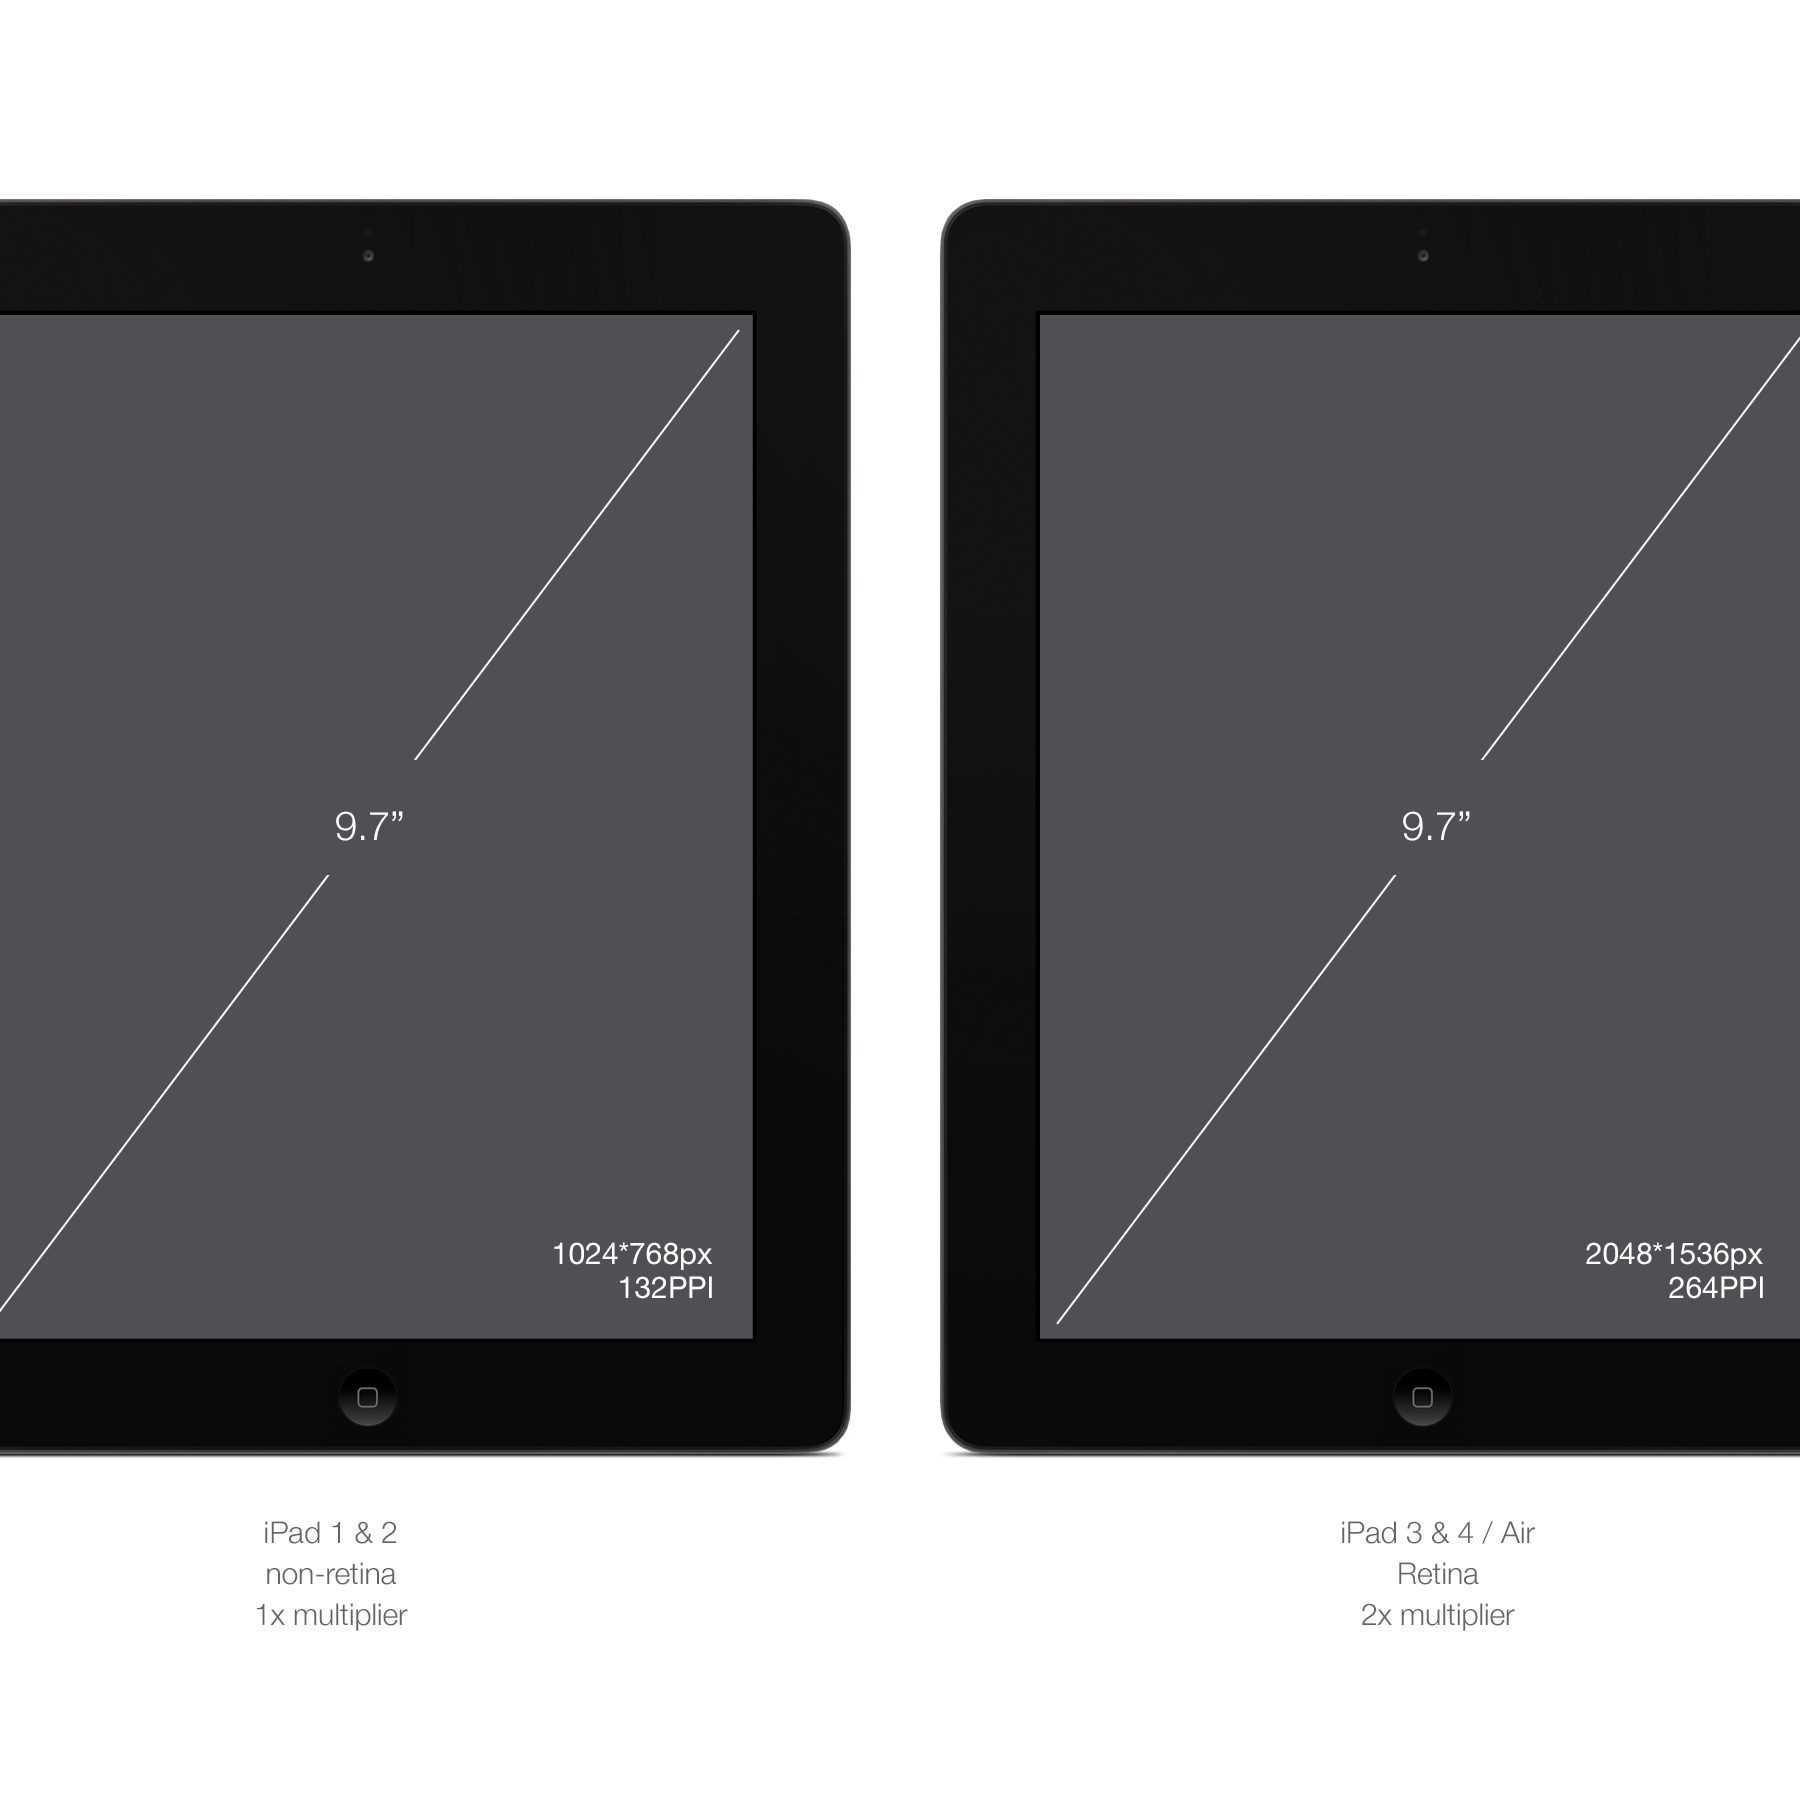 9.7”
1024*768px
132PPI
iPad 1 & 2
non-retina
1x multiplier
9.7”
2048*1536px
264PPI
iPad 3 & 4 / Air
Retina
2x multiplier